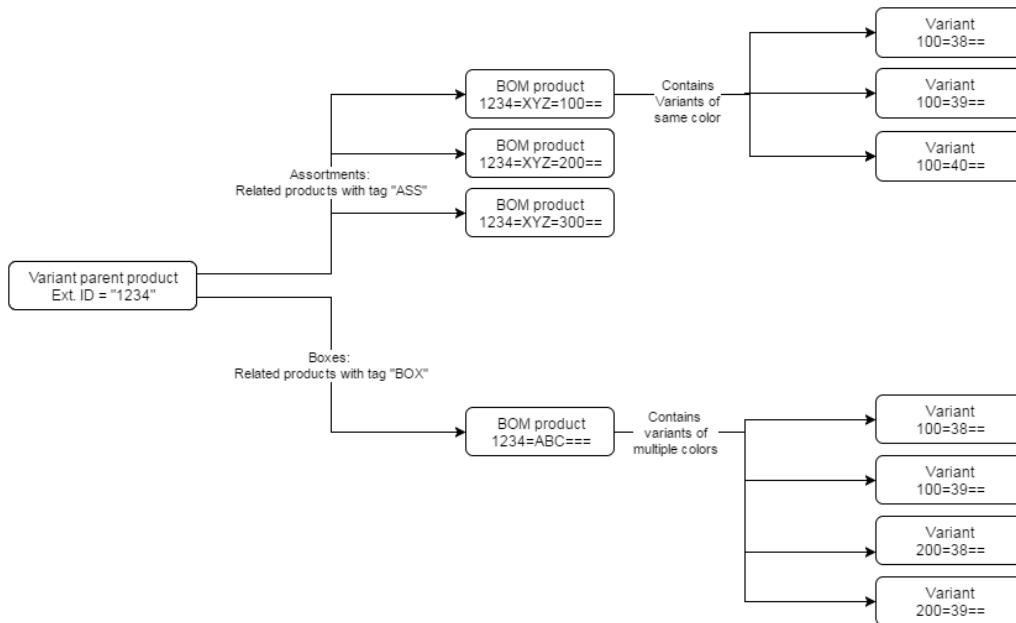 Variant parent product
Ext. ID = "1234"
Assortments:
Related products with tag "ASS"
BOM product
1234=XYZ=100==
BOM product
1234=XYZ=200==
BOM product
1234=XYZ=300==
Contains
Variants of
same color
Variant
100=38==
Variant
100=39==
Variant
100=40==
Boxes:
Related products with tag "BOX"
BOM product
1234=ABC===
Contains
variants of
multiple colors
Variant
100=38==
Variant
100=39==
Variant
200=38==
Variant
200=39==